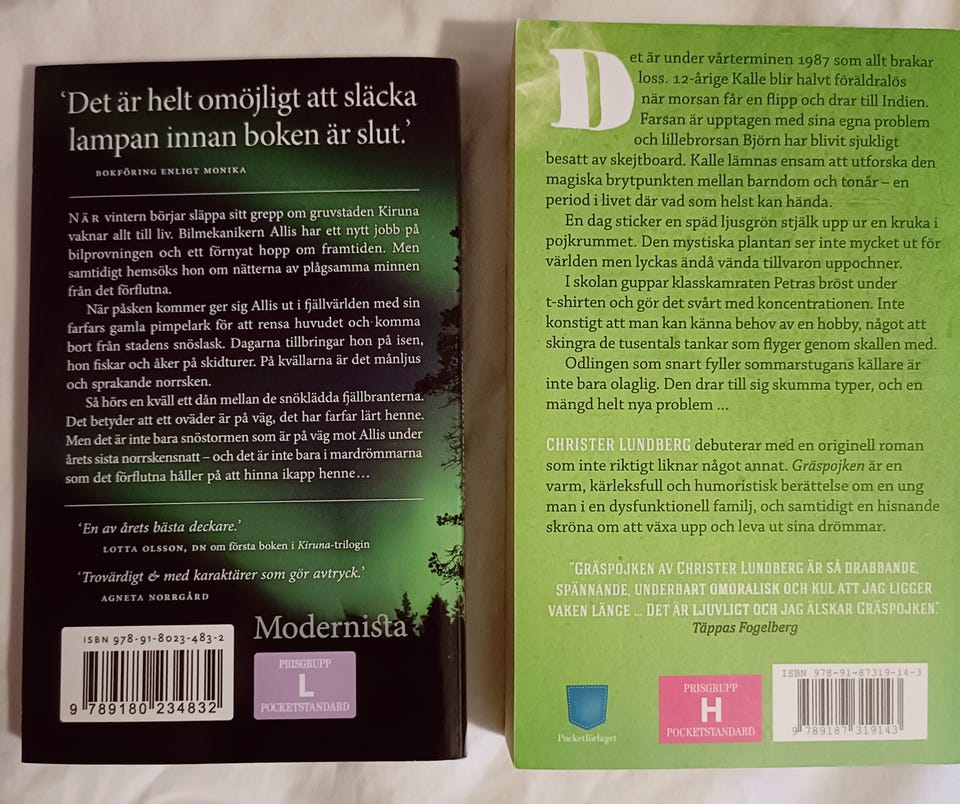 ‘Det är helt omöjligt att släcka
lampan innan boken är slut.’
BOKFÖRING ENLIGT MONIKA
NÄR vintern börjar släppa sitt grepp om gruvstaden Kiruna
vaknar allt till liv. Bilmekanikern Allis har ett nytt jobb på
bilprovningen och ett förnyat hopp om framtiden. Men
samtidigt hemsöks hon om nätterna av plågsamma minnen
från det förflutna.
När påsken kommer ger sig Allis ut i fjällvärlden med sin
farfars gamla pimpelark för att rensa huvudet och komma
bort från stadens snöslask. Dagarna tillbringar hon på isen,
hon fiskar och åker på skidturer. På kvällarna är det månljus
och sprakande norrsken.
Så hörs en kväll ett dån mellan de snöklädda fjällbranterna.
Det betyder att ett oväder är på väg, det har farfar lärt henne.
Men det är inte bara snöstormen som är på väg mot Allis under
årets sista norrskensnatt – och det är inte bara i mardrömmarna
som det förflutna håller på att hinna ikapp henne…
‘En av årets bästa deckare.’
LOTTA OLSSON, DN om första boken i Kiruna-trilogin
‘Trovärdigt & med karaktärer som gör avtryck.’
AGNETA NORRGÅRD
Modernista
ISBN 978-91-8023-483-2
9 789180 234832
PRISGRUPP
L
POCKETSTANDARD
Det är under vårterminen 1987 som allt brakar
loss. 12-årige Kalle blir halvt föräldralös
när morsan får en flipp och drar till Indien.
Farsan är upptagen med sina egna problem
och lillebrorsan Björn har blivit sjukligt
besatt av skejtboard. Kalle lämnas ensam att utforska den
magiska brytpunkten mellan barndom och tonår – en
period i livet där vad som helst kan hända.
En dag sticker en späd ljusgrön stjälk upp ur en kruka i
pojkrummet. Den mystiska plantan ser inte mycket ut för
världen men lyckas ändå vända tillvaron uppochner.
I skolan guppar klasskamraten Petras bröst under
t-shirten och gör det svårt med koncentrationen. Inte
konstigt att man kan känna behov av en hobby, något att
skingra de tusentals tankar som flyger genom skallen med.
Odlingen som snart fyller sommarstugans källare är
inte bara olaglig. Den drar till sig skumma typer, och en
mängd helt nya problem ...
CHRISTER LUNDBERG debuterar med en originell roman
som inte riktigt liknar något annat. Gräspojken är en
varm, kärleksfull och humoristisk berättelse om en ung
man i en dysfunktionell familj, och samtidigt en hisnande
skröna om att växa upp och leva ut sina drömmar.
"GRÄSPOJKEN AV CHRISTER LUNDBERG ÄR SÅ DRABBANDE,
SPÄNNANDE, UNDERBART OMORALISK OCH KUL ATT JAG LIGGER
VAKEN LÄNGE ... DET ÄR LJUVLIGT OCH JAG ÄLSKAR GRÄSPOJKEN."
Täppas Fogelberg
Pocketförlaget
PRISGRUPP
H
POCKETSTANDARD
ISBN 978-91-87319-14-3
9 789187 319143